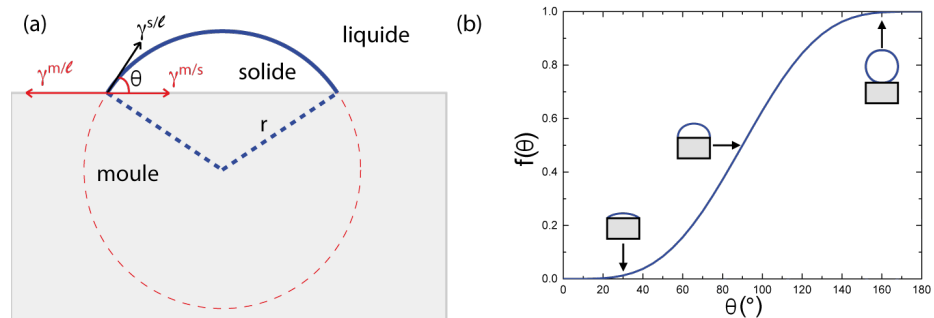 (a)
γs/ℓ
liquide
γm/ℓ
θ
γm/s
solide
r
moule
(b)
f(θ)
1.0
0.8
0.6
0.4
0.2
0.0
0 20 40 60 80 100 120 140 160 180
θ(°)